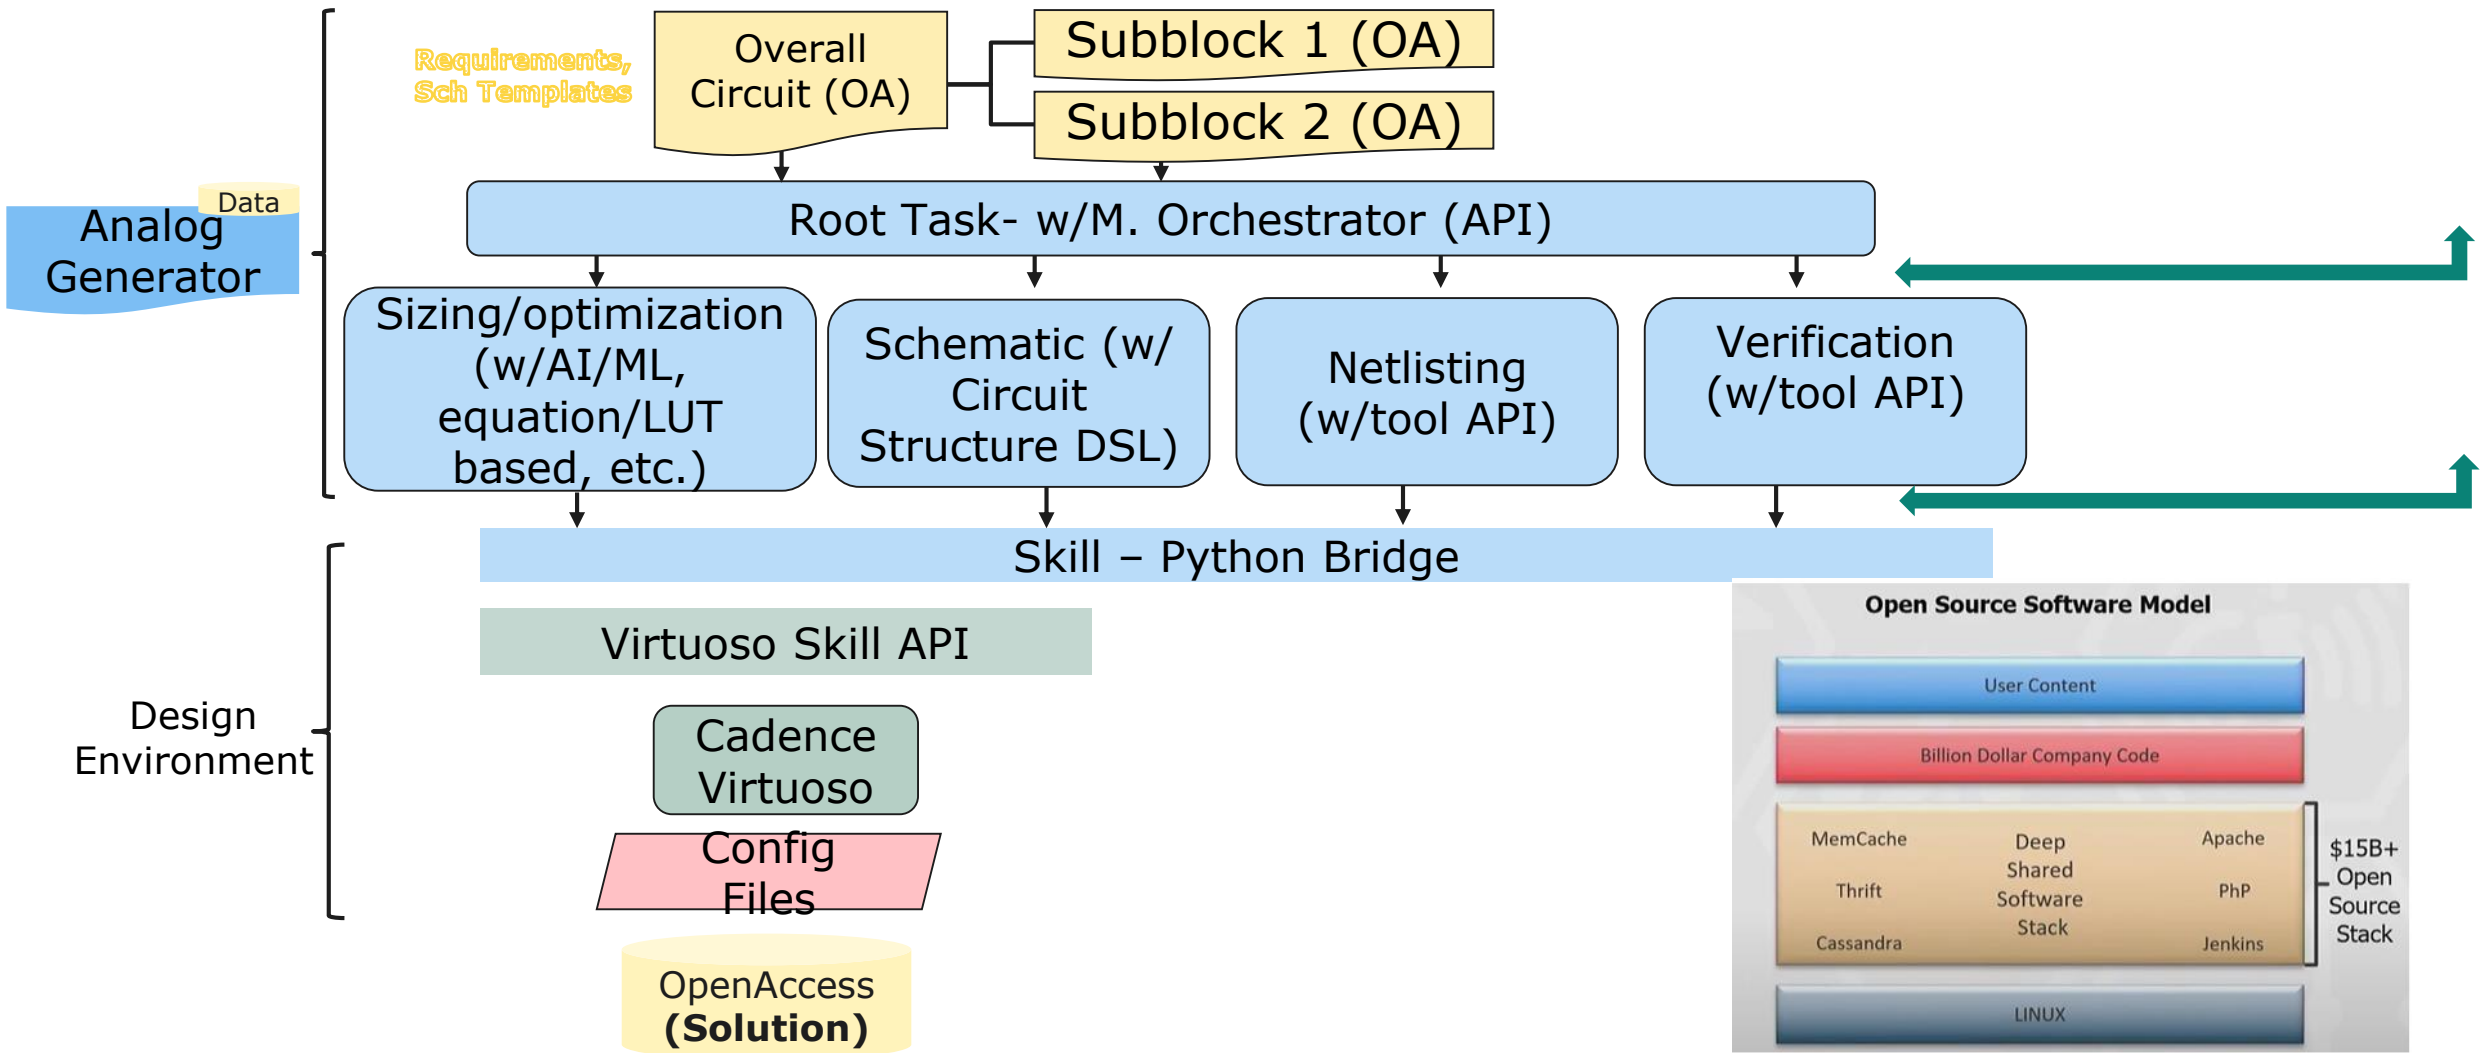 Requirements,
Sch Templates
Overall
Circuit (OA)
Subblock 1 (OA)
Subblock 2 (OA)
Data
Analog
Generator
Root Task- w/M. Orchestrator (API)
Sizing/optimization
(w/AI/ML,
equation/LUT
based, etc.)
Schematic (w/
Circuit
Structure DSL)
Netlisting
(w/tool API)
Verification
(w/tool API)
Skill – Python Bridge
Virtuoso Skill API
Design
Environment
Cadence
Virtuoso
Config
Files
OpenAccess
(Solution)
Open Source Software Model
User Content
Billion Dollar Company Code
MemCache
Thrift
Cassandra
Deep
Shared
Software
Stack
Apache
PhP
Jenkins
$15B+
Open
Source
Stack
LINUX